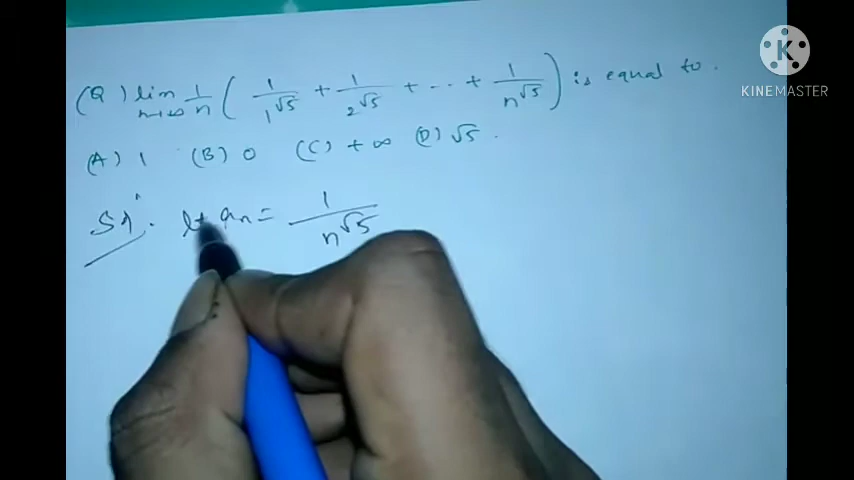 (Q) lim n→∞ 1/n ( 1/1^√5 + 1/2^√5 + ... + 1/n^√5 ) is equal to.
(A) 1 (B) 0 (C) +∞ (D) √5 .
Solⁿ. let aₙ = 1/n^√5
KINEMASTER